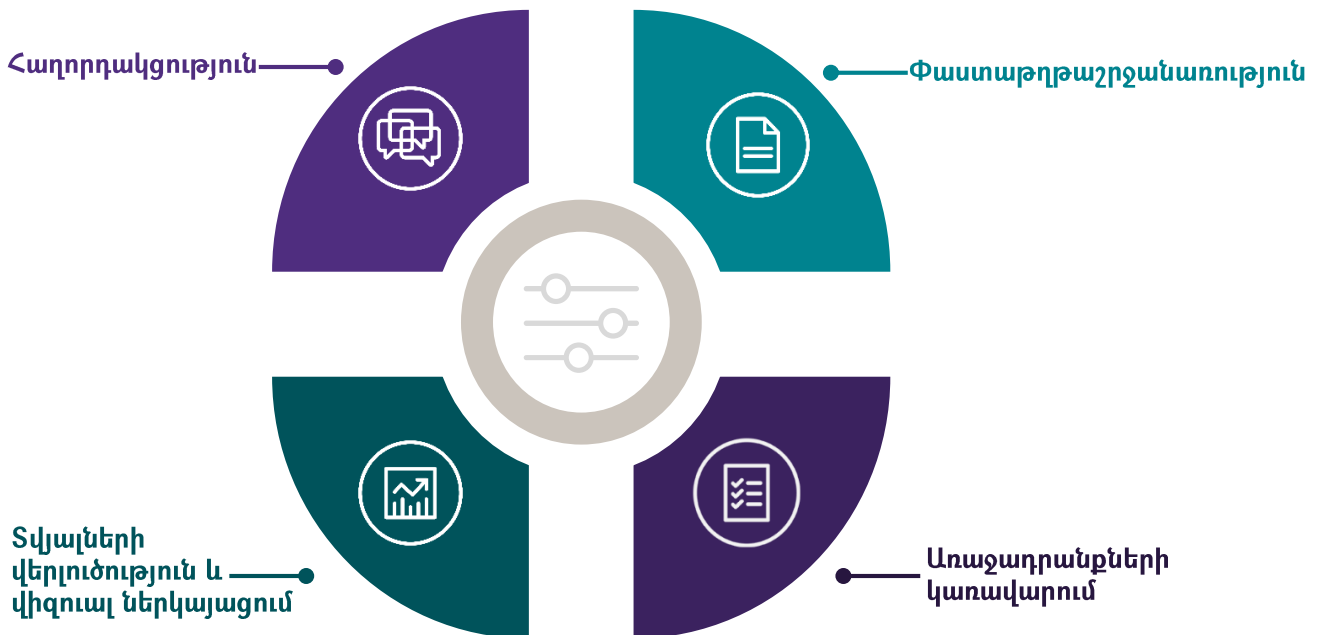 Հաղորդակցություն
Փաստաթղթաշրջանառություն
Տվյալների
վերլուծություն և
վիզուալ ներկայացում
Առաջադրանքների
կառավարում